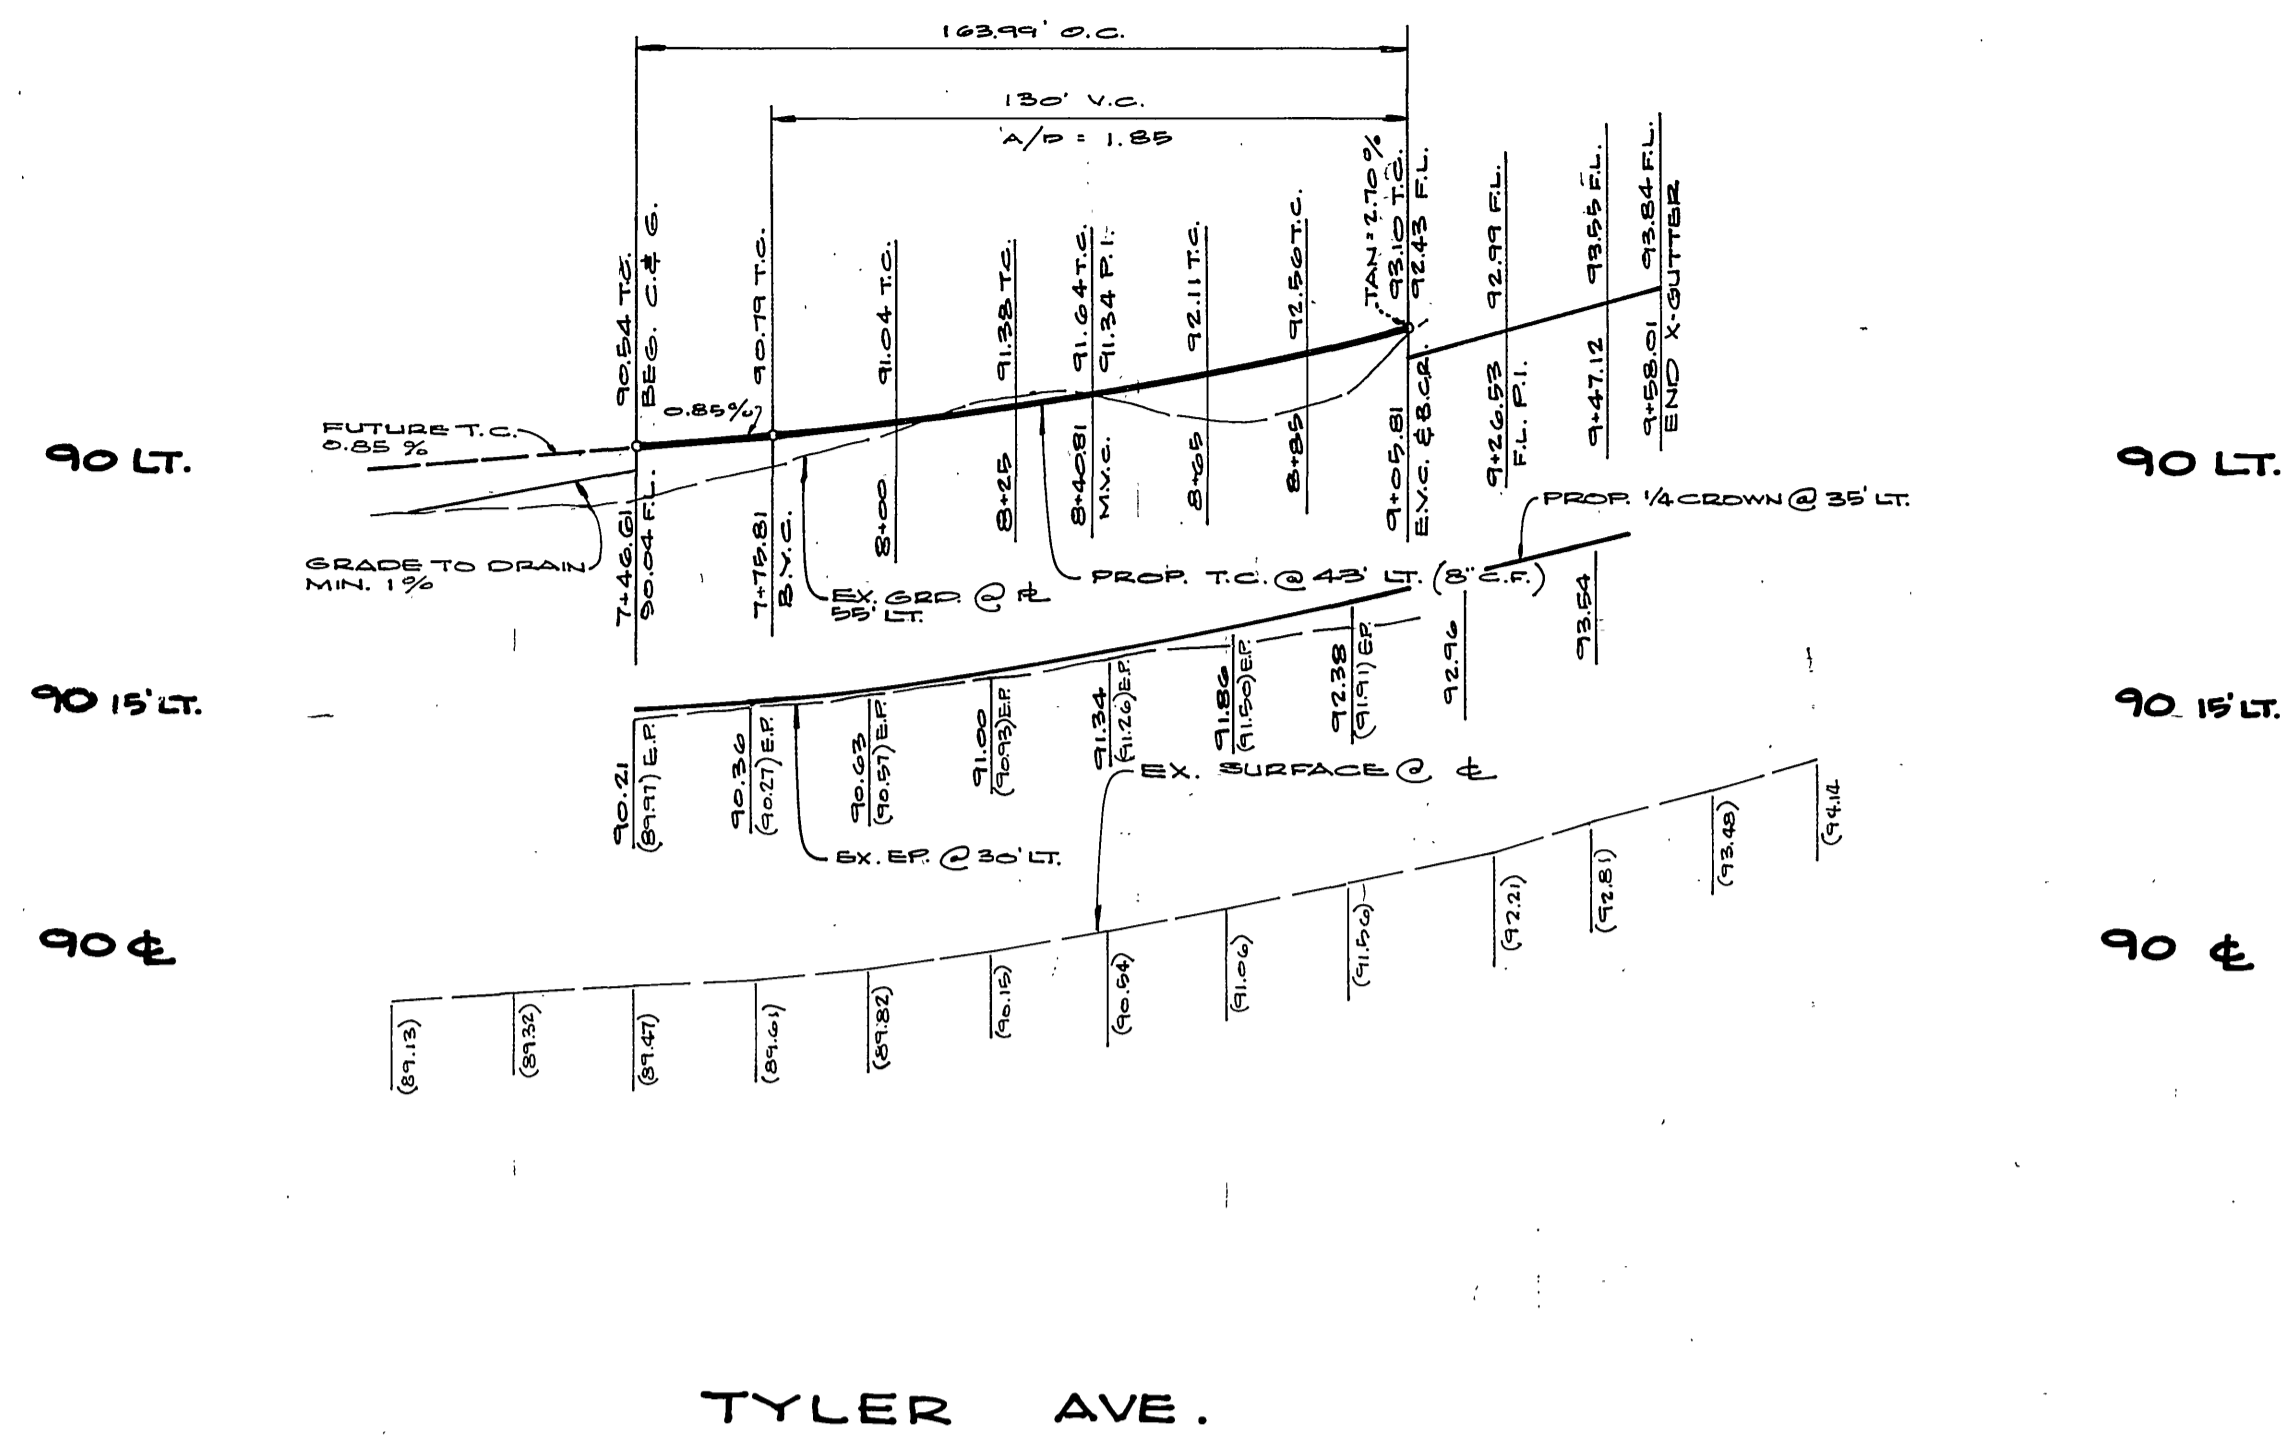 163.99' O.C.
130' V.C.
A/D = 1.85
90.54 T.C.
BEG. C. & G.
90.79 T.C.
91.04 T.C.
91.38 T.C.
91.64 T.C.
91.34 P.I.
92.11 T.C.
92.56 T.C.
TAN = 2.70%
93.10 T.C.
92.43 F.L.
92.99 F.L.
93.55 F.L.
93.84 F.L.
END X-GUTTER
FUTURE T.C.
0.85 %
0.85%
90 LT.
90 LT.
7+46.61
90.04 F.L.
7+75.81
B.V.C.
8+00
8+25
8+40.81
M.V.C.
8+65
8+85
9+05.81
E.V.C. & B.C.R.
9+26.53
F.L. P.I.
9+47.12
9+58.01
GRADE TO DRAIN
MIN. 1%
EX. GRD. @ ⅊
55' LT.
PROP. T.C. @ 43' LT. (8" C.F.)
PROP. 1/4 CROWN @ 35' LT.
90 15' LT.
90 15' LT.
90.21
(89.97) E.P.
90.36
(90.27) E.P.
90.63
(90.57) E.P.
91.00
(90.93) E.P.
91.34
(91.26) E.P.
91.86
(91.50) E.P.
92.38
(91.91) E.P.
92.96
93.54
EX. SURFACE @ ℄
EX. EP. @ 30' LT.
90 ℄
90 ℄
(89.13)
(89.32)
(89.47)
(89.61)
(89.82)
(90.15)
(90.54)
(91.06)
(91.56)
(92.21)
(92.81)
(93.48)
(94.14
TYLER AVE.